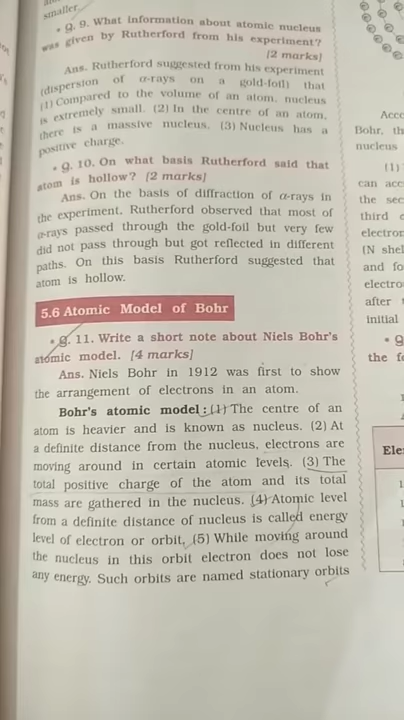 smaller.
• Q. 9. What information about atomic nucleus
was given by Rutherford from his experiment?
[2 marks]
Ans. Rutherford suggested from his experiment
(dispersion of α-rays on a gold-foil) that
(1) Compared to the volume of an atom, nucleus
is extremely small. (2) In the centre of an atom,
there is a massive nucleus. (3) Nucleus has a
positive charge.
• Q. 10. On what basis Rutherford said that
atom is hollow? [2 marks]
Ans. On the basis of diffraction of α-rays in
the experiment, Rutherford observed that most of
α-rays passed through the gold-foil but very few
did not pass through but got reflected in different
paths. On this basis Rutherford suggested that
atom is hollow.
5.6 Atomic Model of Bohr
• Q. 11. Write a short note about Niels Bohr's
atomic model. [4 marks]
Ans. Niels Bohr in 1912 was first to show
the arrangement of electrons in an atom.
Bohr's atomic model : (1) The centre of an
atom is heavier and is known as nucleus. (2) At
a definite distance from the nucleus, electrons are
moving around in certain atomic levels. (3) The
total positive charge of the atom and its total
mass are gathered in the nucleus. (4) Atomic level
from a definite distance of nucleus is called energy
level of electron or orbit. (5) While moving around
the nucleus in this orbit electron does not lose
any energy. Such orbits are named stationary orbits
Bohr, th
nucleus
(1)
can acc
the sec
third
electron
(N shel
and fo
electro
after
initial
the f
Ele